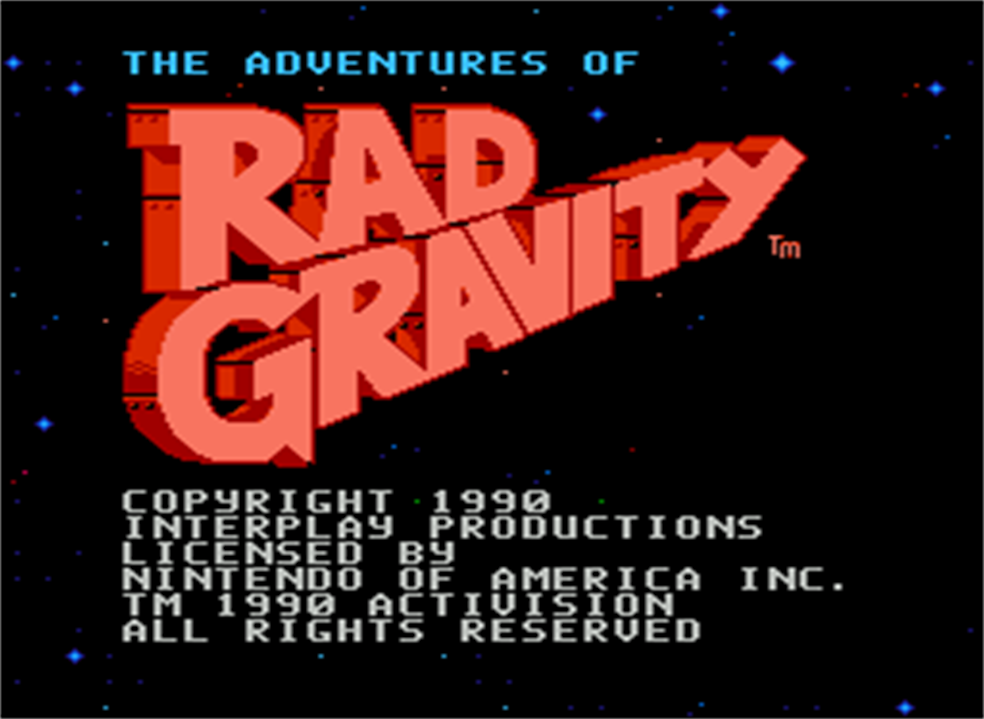 THE ADVENTURES OF
RAD
GRAVITY
TM
COPYRIGHT 1990
INTERPLAY PRODUCTIONS
LICENSED BY
NINTENDO OF AMERICA INC.
TM 1990 ACTIVISION
ALL RIGHTS RESERVED